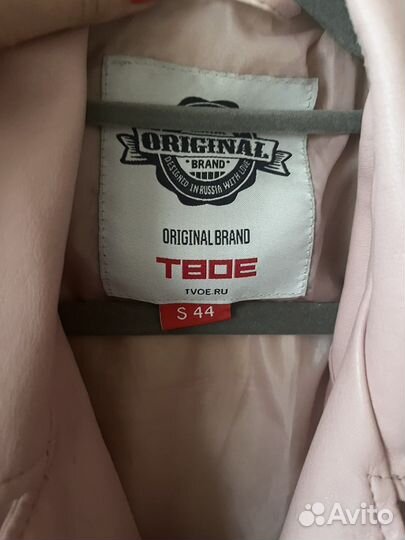 ORIGINAL
BRAND
DESIGNED IN RUSSIA WITH LOVE
ORIGINAL BRAND
ТВОЕ
TVOE.RU
S 44
Avito